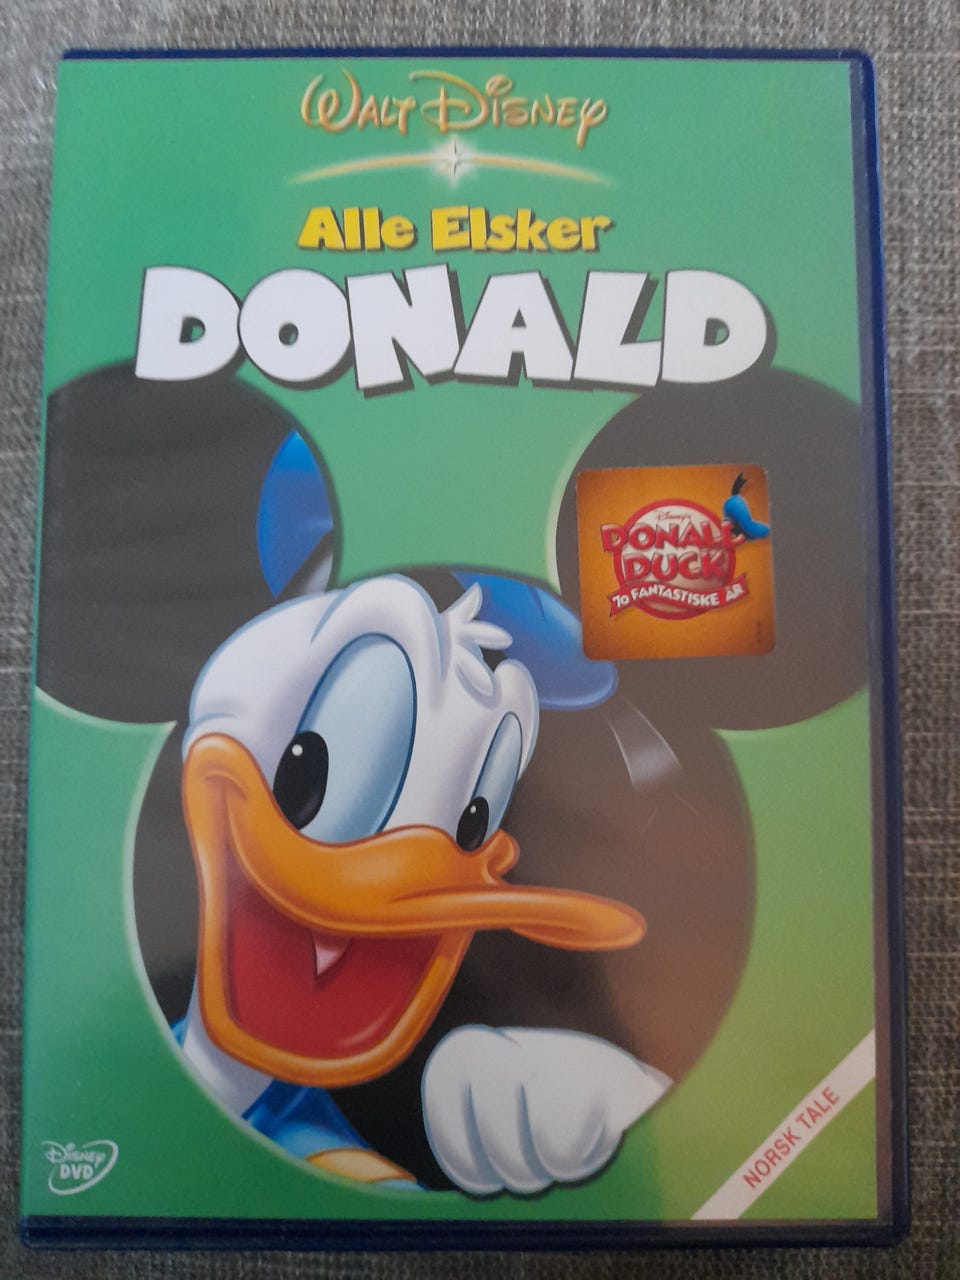 WALT DISNEY
Alle Elsker
DONALD
Disney's
DONALD
DUCK
70 FANTASTISKE ÅR
NORSK TALE
DISNEY
DVD